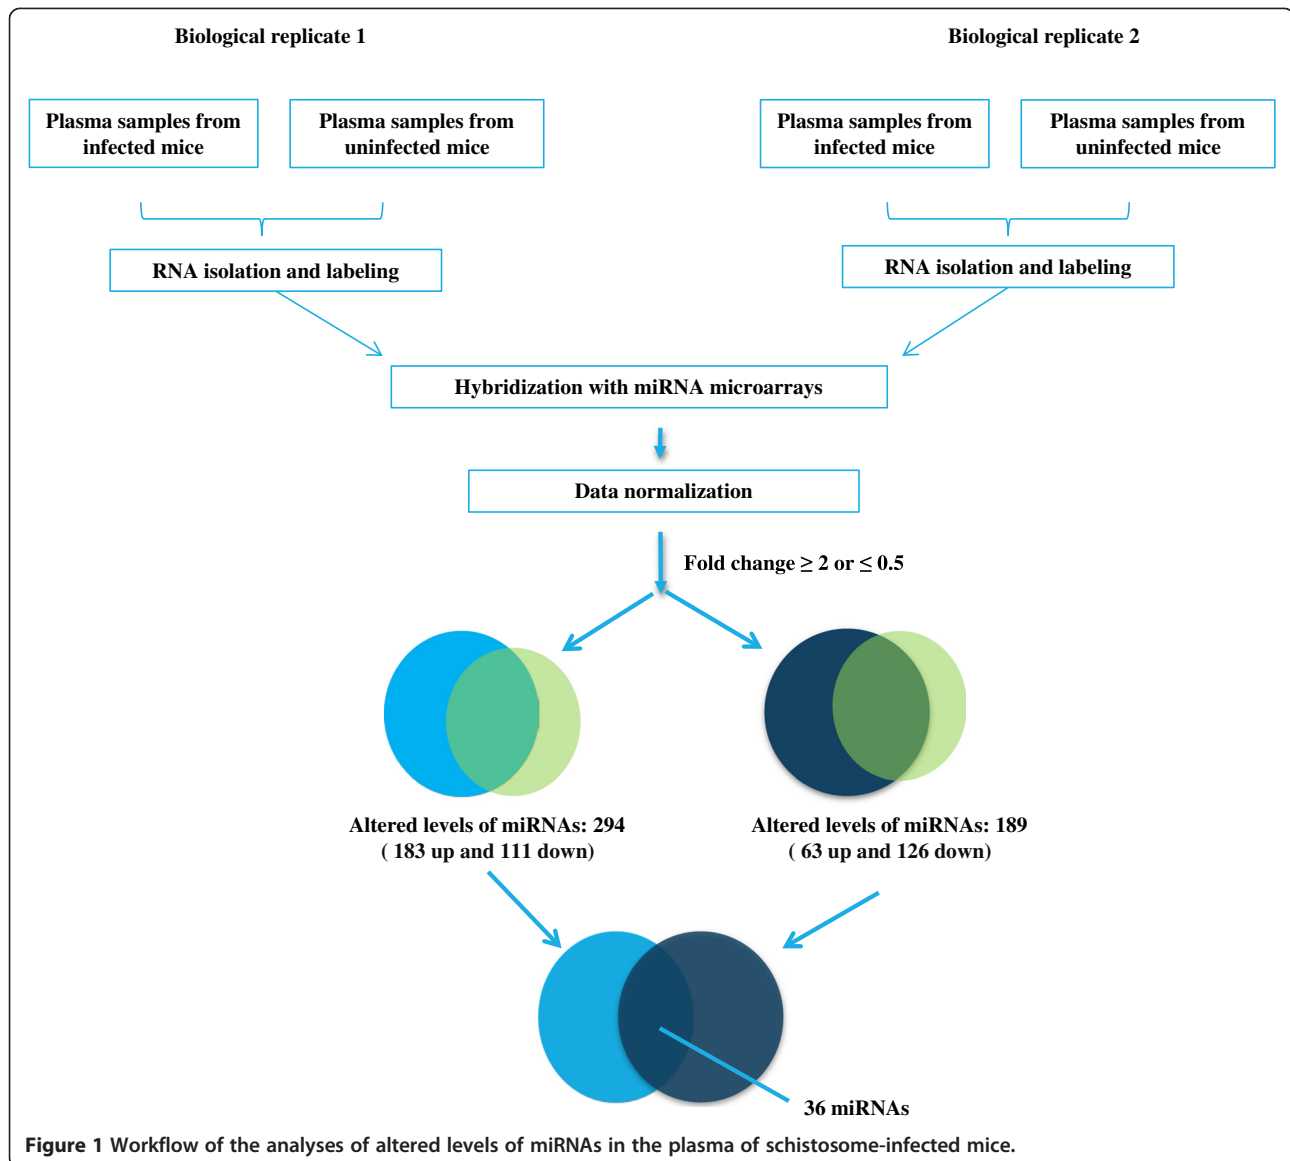 Biological replicate 1
Biological replicate 2
Plasma samples from
infected mice
Plasma samples from
uninfected mice
Plasma samples from
infected mice
Plasma samples from
uninfected mice
RNA isolation and labeling
RNA isolation and labeling
Hybridization with miRNA microarrays
Data normalization
Fold change ≥ 2 or ≤ 0.5
Altered levels of miRNAs: 294
( 183 up and 111 down)
Altered levels of miRNAs: 189
( 63 up and 126 down)
36 miRNAs
Figure 1 Workflow of the analyses of altered levels of miRNAs in the plasma of schistosome-infected mice.